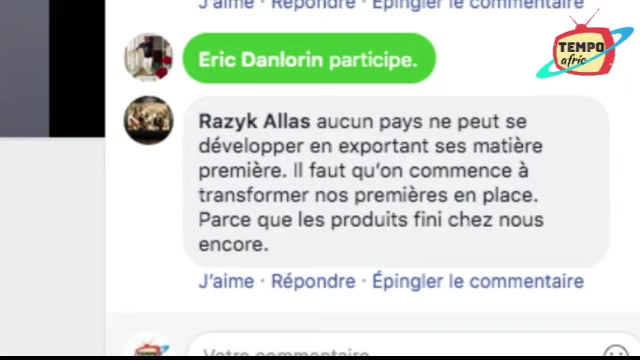 J'aime · Répondre · Épingler le commentaire
TEMPO
afric
Eric Danlorin participe.
Razyk Allas aucun pays ne peut se
développer en exportant ses matière
première. Il faut qu'on commence à
transformer nos premières en place.
Parce que les produits fini chez nous
encore.
J'aime · Répondre · Épingler le commentaire
Votre commentaire